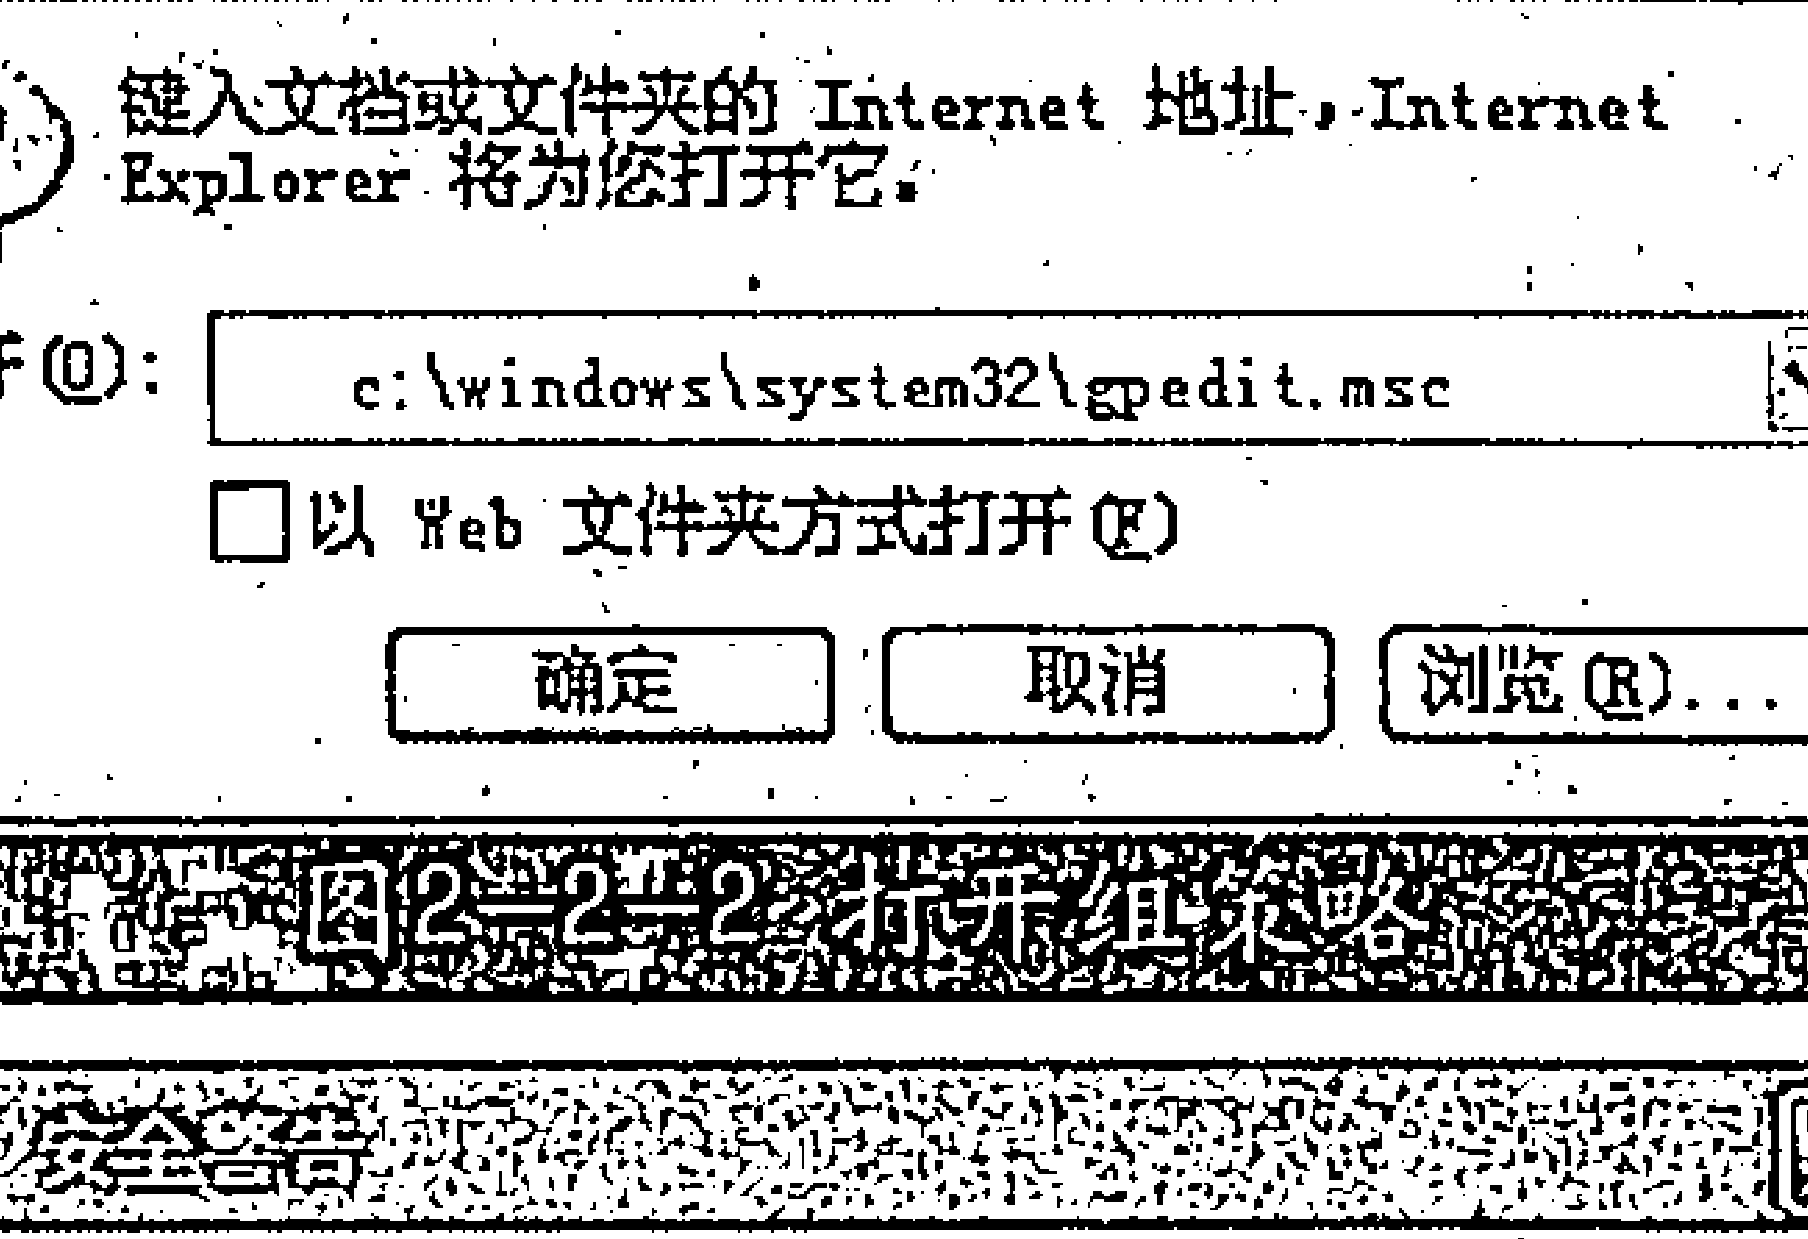 键入文档或文件夹的 Internet 地址，Internet
Explorer 将为您打开它。
开(O):
c:\windows\system32\gpedit.msc
以 Web 文件夹方式打开(F)
确定
取消
浏览(R)...
图2-2-2 打开组策略
安全警告